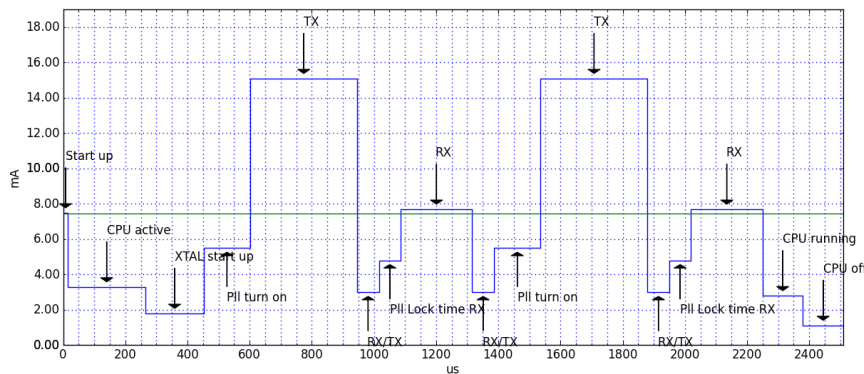 TX
TX
18.00
16.00
14.00
12.00
10.00
8.00
6.00
4.00
2.00
0.00
mA
Start up
CPU active
XTAL start up
Pll turn on
RX/TX
Pll Lock time RX
RX
RX/TX
Pll turn on
RX/TX
Pll Lock time RX
RX
CPU running
CPU off
0 200 400 600 800 1000 1200 1400 1600 1800 2000 2200 2400
us